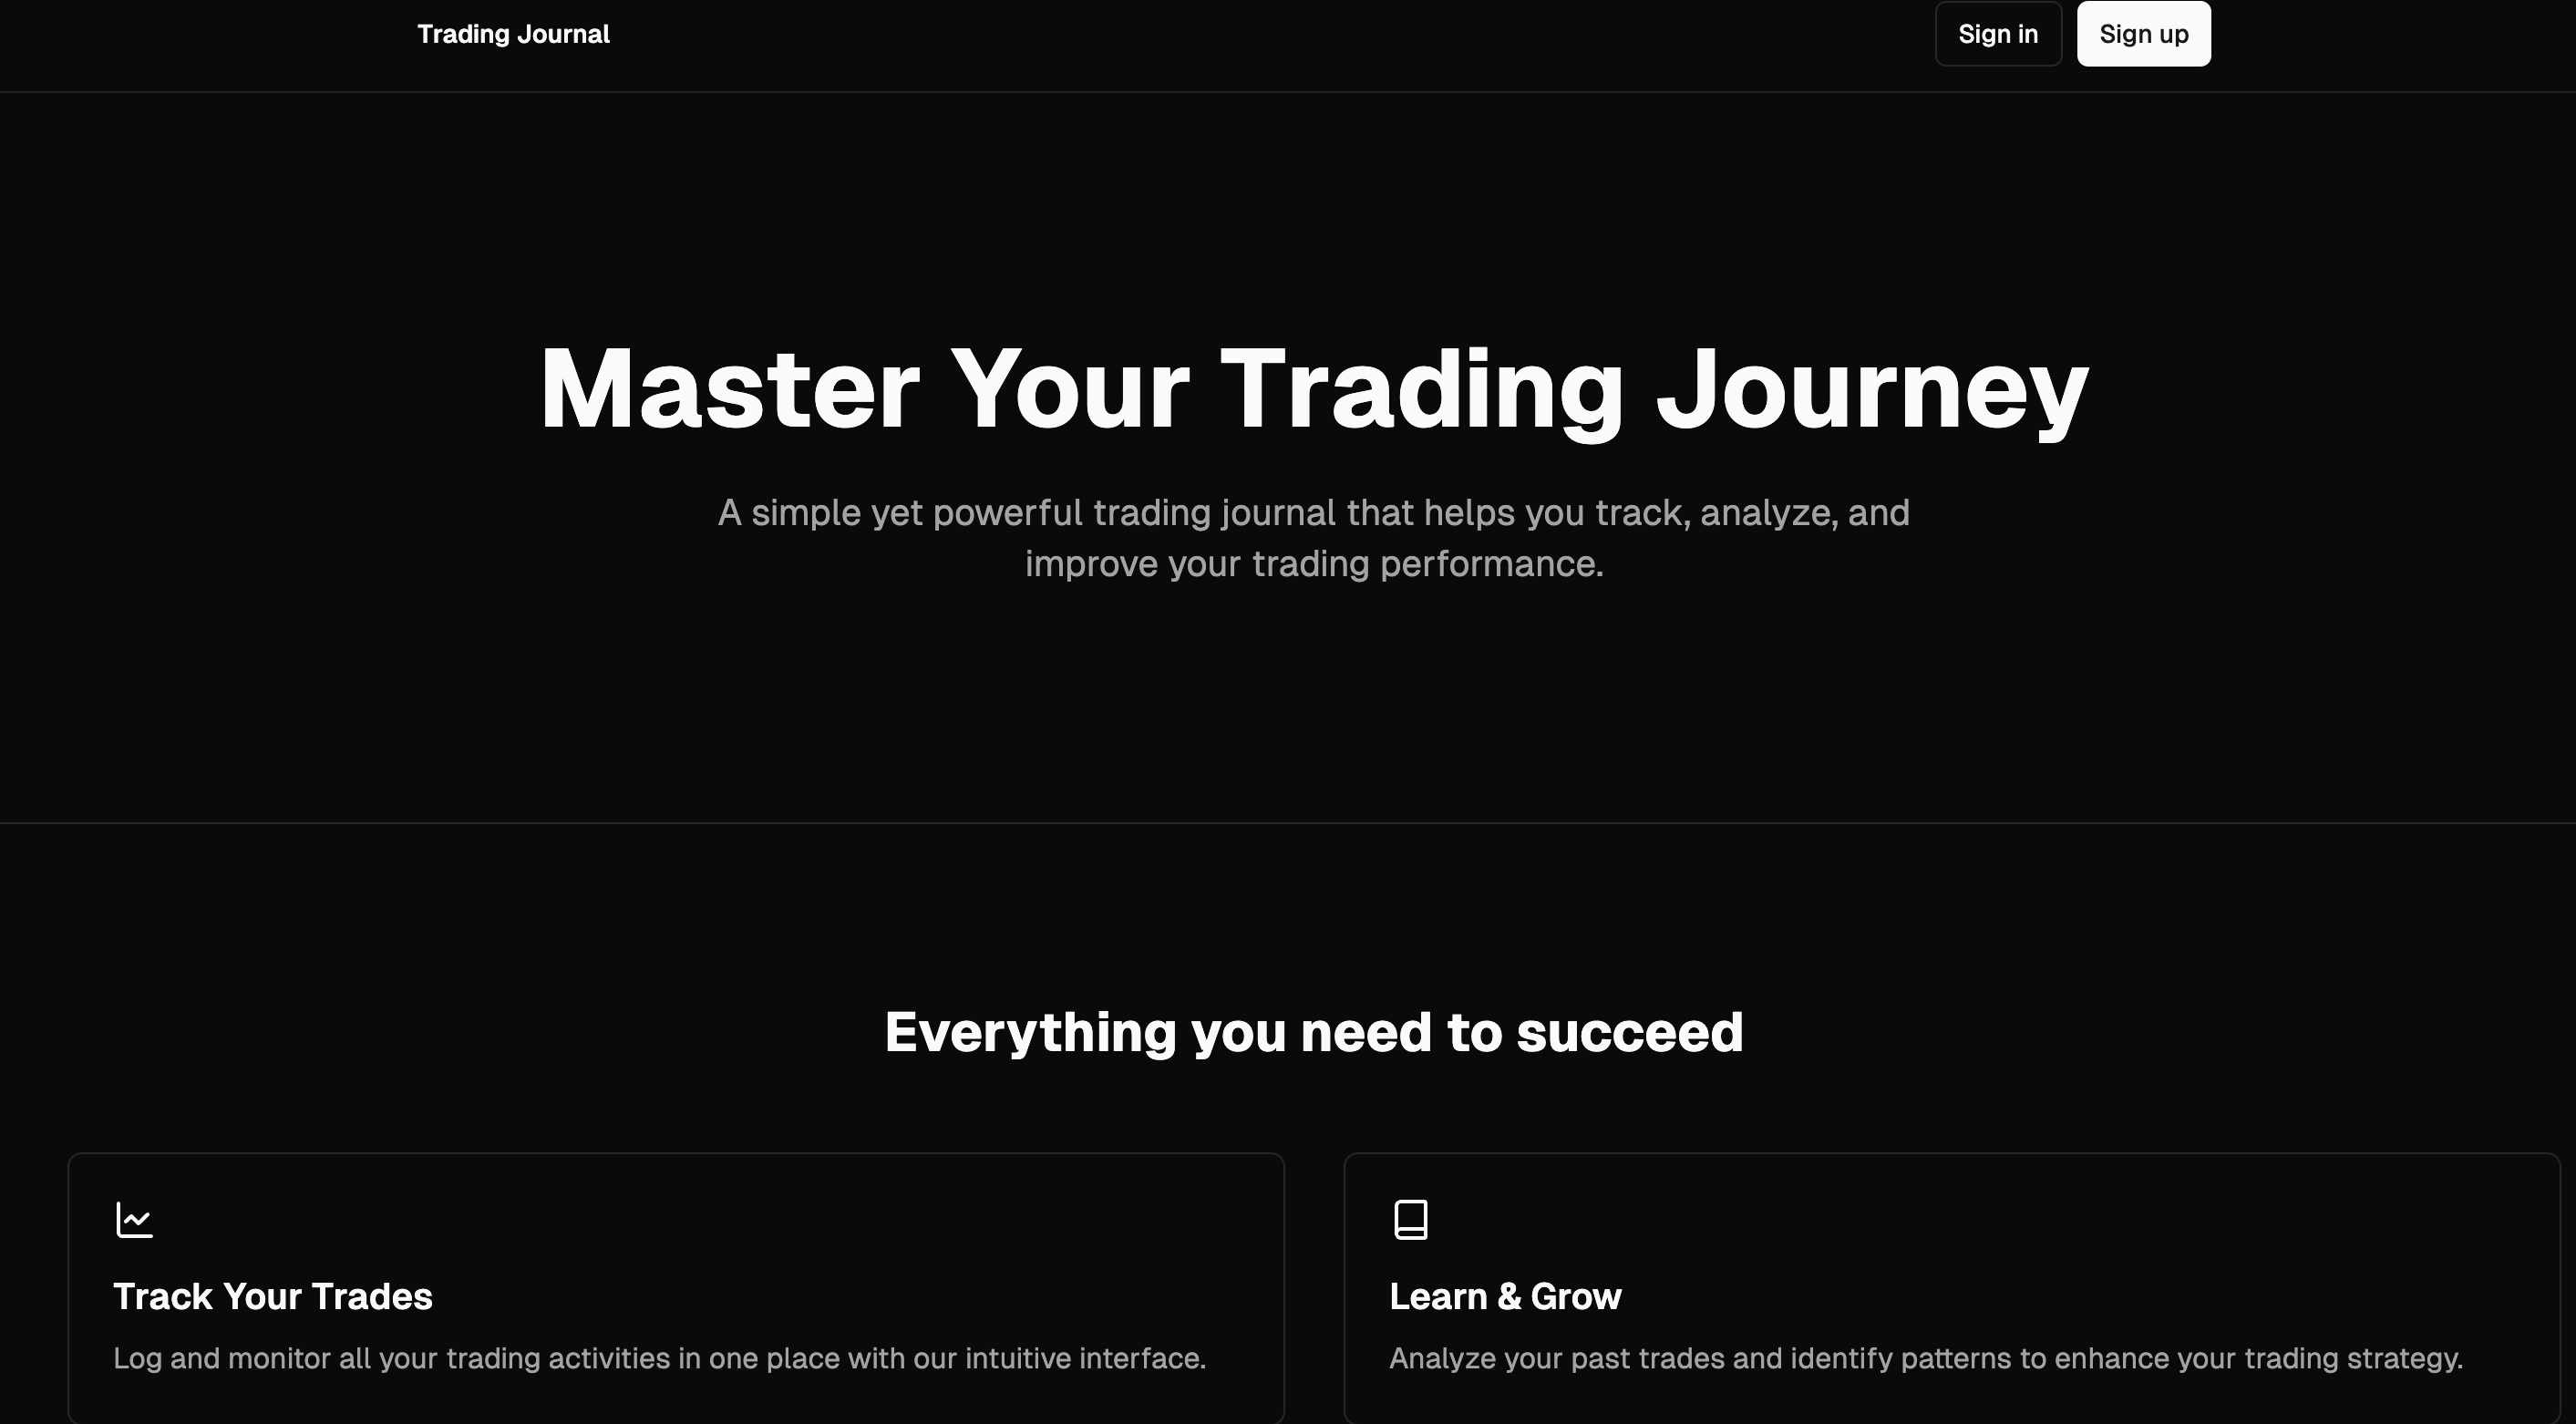 Trading Journal
Sign in
Sign up
Master Your Trading Journey
A simple yet powerful trading journal that helps you track, analyze, and
improve your trading performance.
Everything you need to succeed
Track Your Trades
Log and monitor all your trading activities in one place with our intuitive interface.
Learn & Grow
Analyze your past trades and identify patterns to enhance your trading strategy.